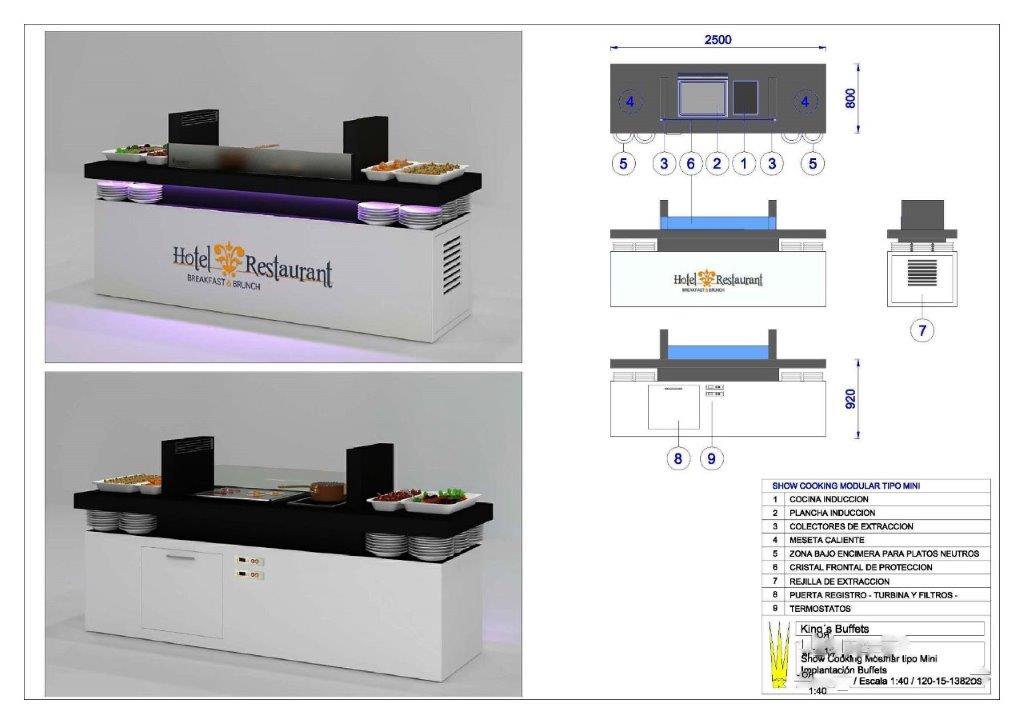 Hotel Restaurant
BREAKFAST & BRUNCH
2500
4
4
800
5
3
6
2
1
3
5
Hotel Restaurant
BREAKFAST & BRUNCH
7
920
8
9
SHOW COOKING MODULAR TIPO MINI
1 COCINA INDUCCION
2 PLANCHA INDUCCION
3 COLECTORES DE EXTRACCION
4 MESETA CALIENTE
5 ZONA BAJO ENCIMERA PARA PLATOS NEUTROS
6 CRISTAL FRONTAL DE PROTECCION
7 REJILLA DE EXTRACCION
8 PUERTA REGISTRO - TURBINA Y FILTROS -
9 TERMOSTATOS
King´s Buffets
Show Cooking tipo Mini
Implantación Buffets
/ Escala 1:40 / 120-15-1382os
1:40